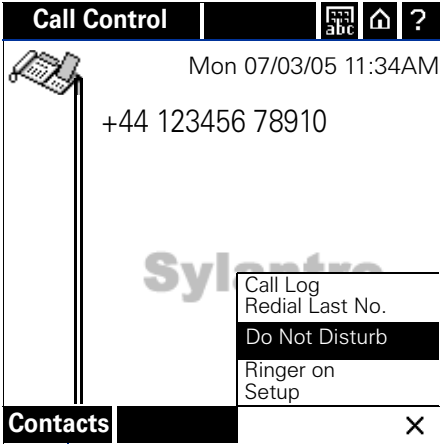 Call Control
abc
?
Mon 07/03/05 11:34AM
+44 123456 78910
Sylantro
Call Log
Redial Last No.
Do Not Disturb
Ringer on
Setup
Contacts